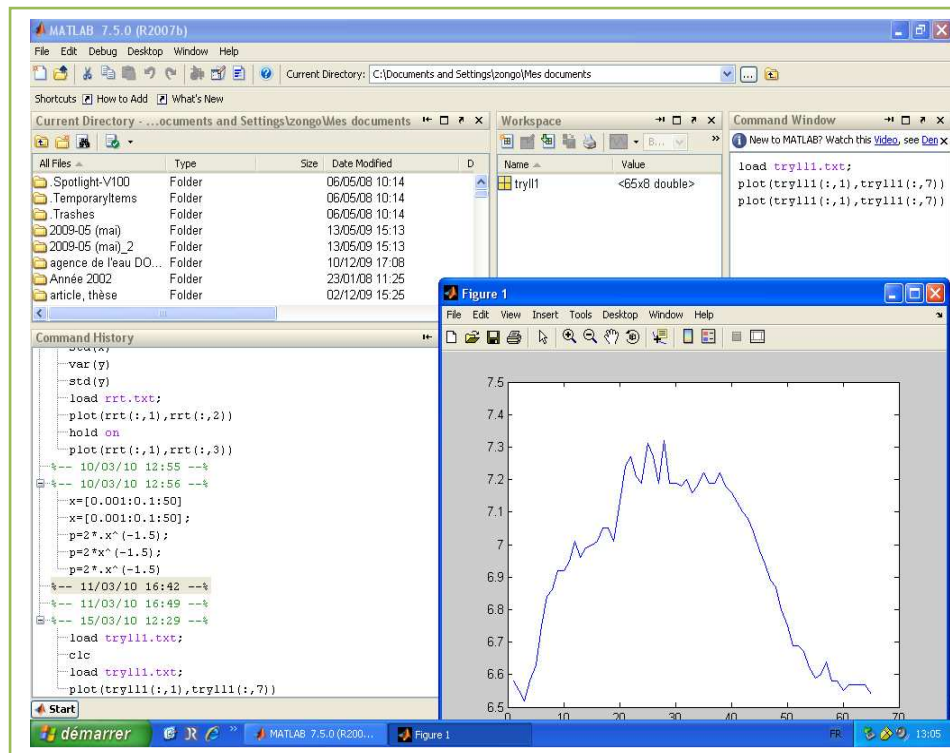 MATLAB 7.5.0 (R2007b)
File Edit Debug Desktop Window Help
Current Directory: C:\Documents and Settings\zongo\Mes documents
Shortcuts How to Add What's New
Current Directory - ...ocuments and Settings\zongo\Mes documents
All Files Type Size Date Modified D
.Spotlight-V100 Folder 06/05/08 10:14
.TemporaryItems Folder 06/05/08 10:14
.Trashes Folder 06/05/08 10:14
2009-05 (mai) Folder 13/05/09 15:13
2009-05 (mai)_2 Folder 13/05/09 15:13
agence de l'eau DO... Folder 10/12/09 17:08
Année 2002 Folder 23/01/08 11:25
article, thèse Folder 02/12/09 15:25
Workspace
B...
Name Value
tryll1 <65x8 double>
Command Window
New to MATLAB? Watch this Video, see Den
load tryll1.txt;
plot(tryll1(:,1),tryll1(:,7))
plot(tryll1(:,1),tryll1(:,7))
Command History
std(x)
var(y)
std(y)
load rrt.txt;
plot(rrt(:,1),rrt(:,2))
hold on
plot(rrt(:,1),rrt(:,3))
%-- 10/03/10 12:55 --%
%-- 10/03/10 12:56 --%
x=[0.001:0.1:50]
x=[0.001:0.1:50];
p=2*.x^(-1.5);
p=2*x^(-1.5);
p=2*.x^(-1.5)
%-- 11/03/10 16:42 --%
%-- 11/03/10 16:49 --%
%-- 15/03/10 12:29 --%
load tryll1.txt;
clc
load tryll1.txt;
plot(tryll1(:,1),tryll1(:,7))
Figure 1
File Edit View Insert Tools Desktop Window Help
7.5
7.4
7.3
7.2
7.1
7
6.9
6.8
6.7
6.6
6.5
0 10 20 30 40 50 60 70
Start
démarrer
MATLAB 7.5.0 (R200...
Figure 1
FR
13:05